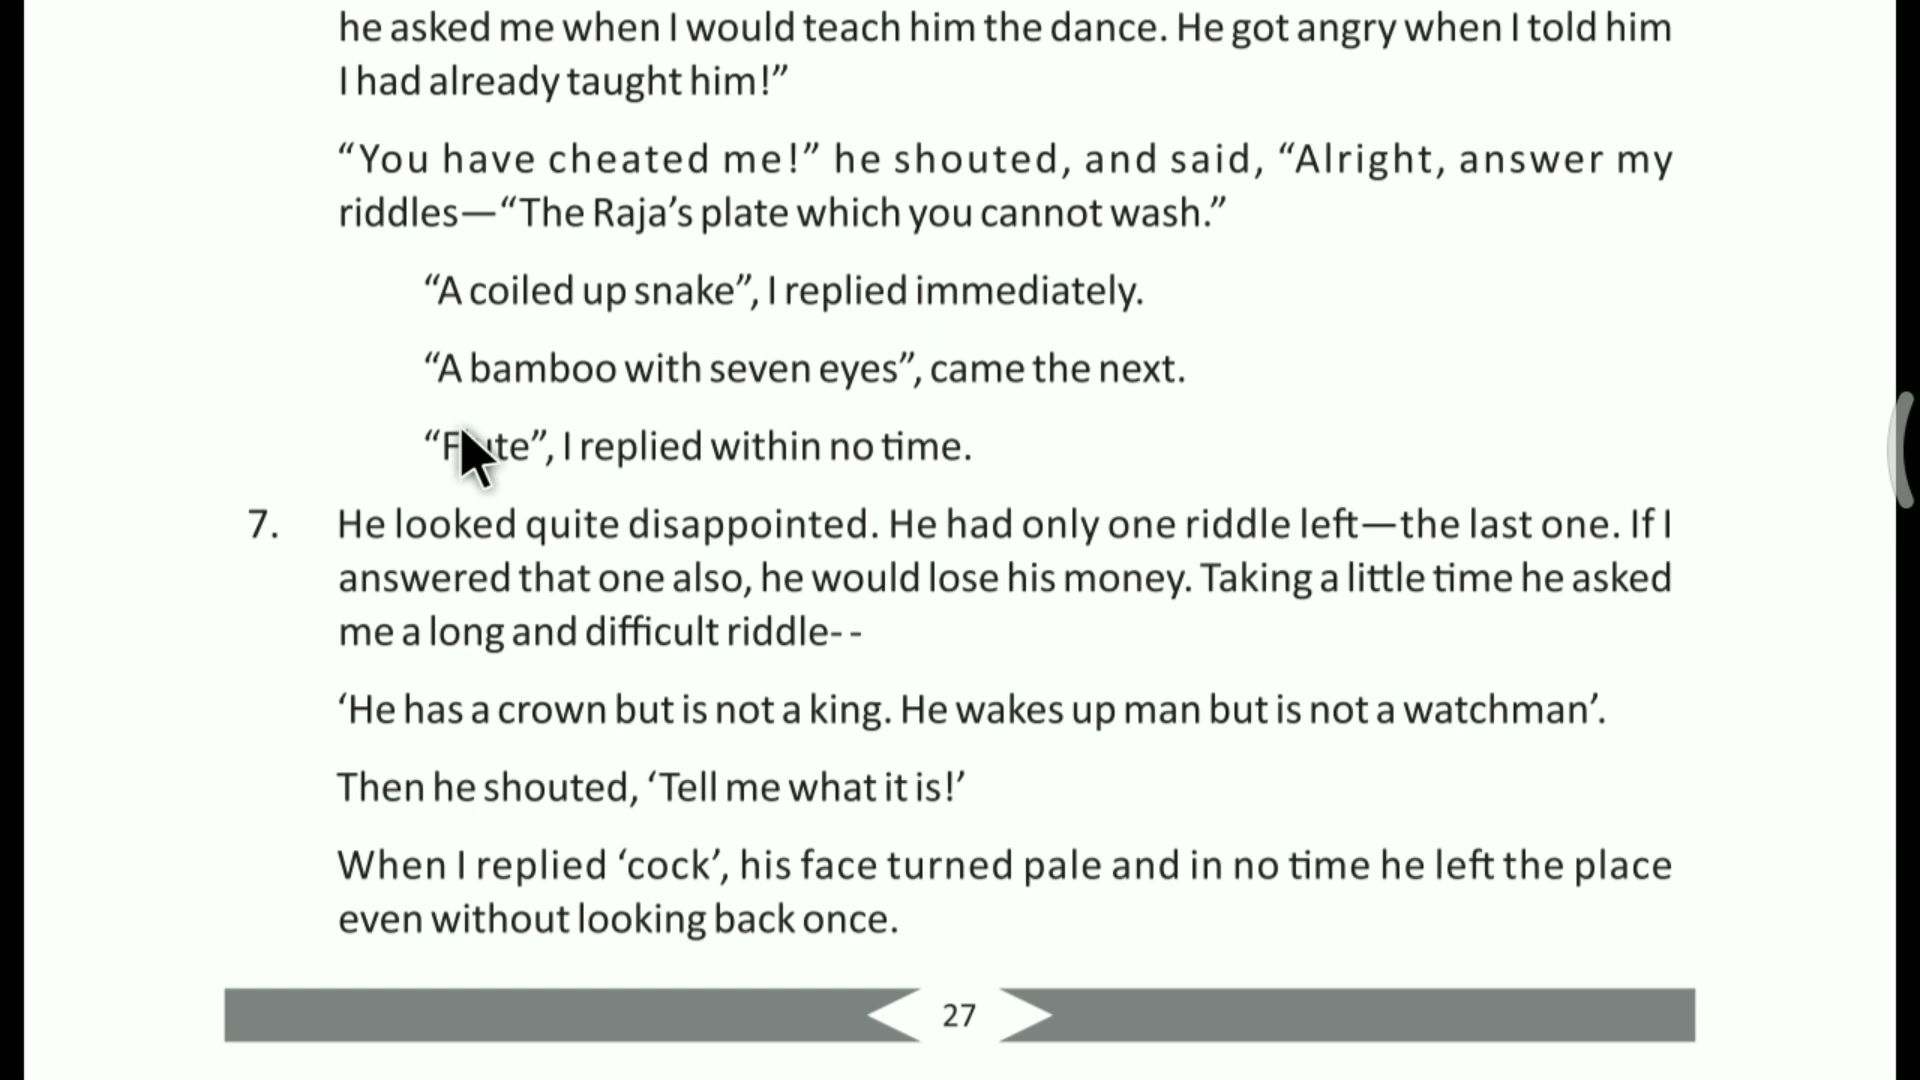 he asked me when I would teach him the dance. He got angry when I told him
I had already taught him!”
“You have cheated me!” he shouted, and said, “Alright, answer my
riddles—“The Raja’s plate which you cannot wash.”
“A coiled up snake”, I replied immediately.
“A bamboo with seven eyes”, came the next.
“Flute”, I replied within no time.
7. He looked quite disappointed. He had only one riddle left—the last one. If I
answered that one also, he would lose his money. Taking a little time he asked
me a long and difficult riddle- -
‘He has a crown but is not a king. He wakes up man but is not a watchman’.
Then he shouted, ‘Tell me what it is!’
When I replied ‘cock’, his face turned pale and in no time he left the place
even without looking back once.
27